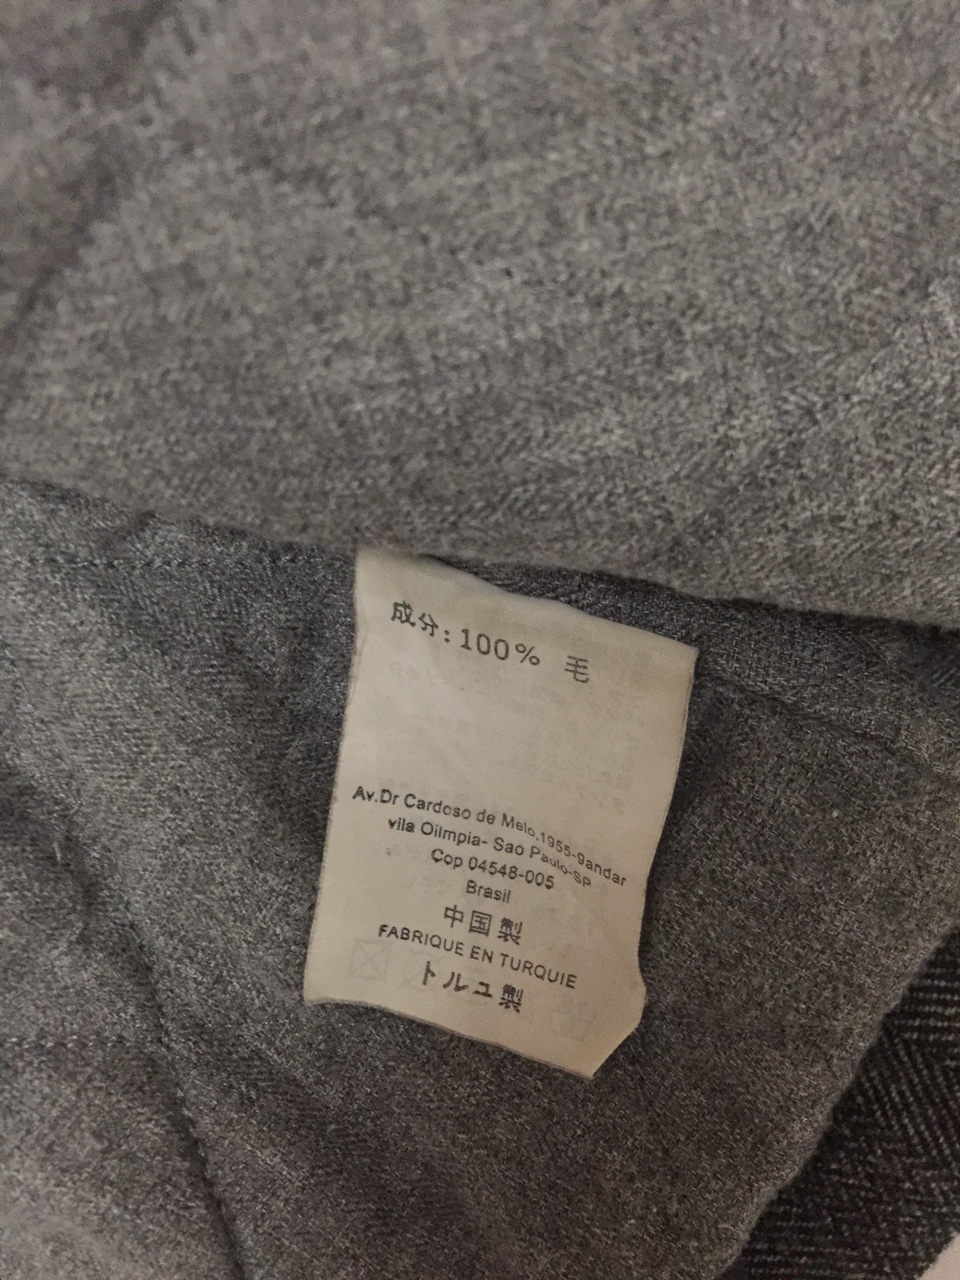 成分:100% 毛
Av.Dr Cardoso de Melo,1955-9andar
vila Oilmpia- Sao Paulo-SP
Cop 04548-005
Brasil
中国製
FABRIQUE EN TURQUIE
トルュ製